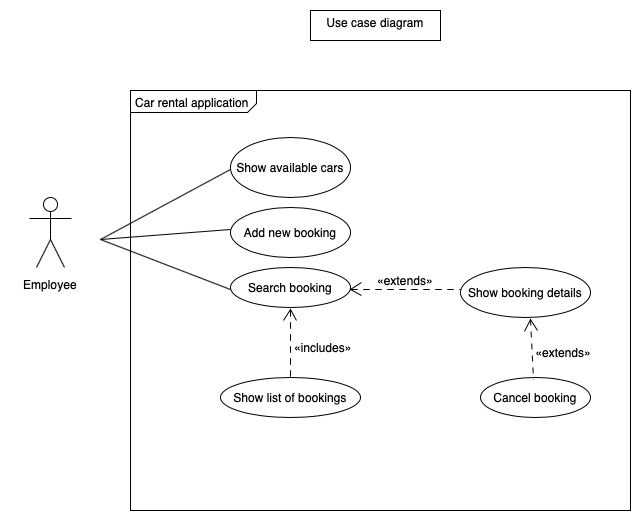 Use case diagram
Car rental application
Show available cars
Add new booking
Employee
Search booking
«extends»
Show booking details
«includes»
«extends»
Show list of bookings
Cancel booking